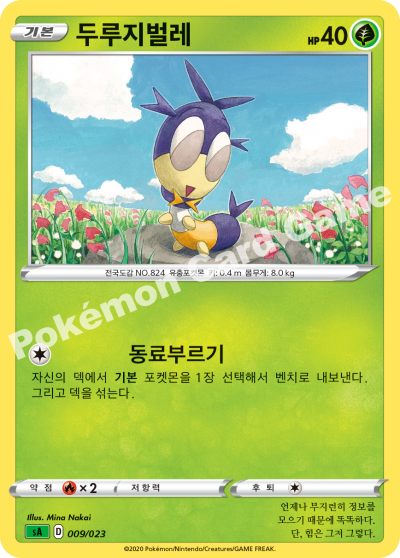 기본 두루지벌레 HP 40
전국도감 NO.824 유충포켓몬 키: 0.4 m 몸무게: 8.0 kg
Pokémon Card Game
동료부르기
자신의 덱에서 기본 포켓몬을 1장 선택해서 벤치로 내보낸다.
그리고 덱을 섞는다.
약점 ×2 저항력 후퇴
Illus. Mina Nakai
sA D 009/023
언제나 부지런히 정보를
모으기 때문에 똑똑하다.
단, 힘은 그저 그렇다.
©2020 Pokémon/Nintendo/Creatures/GAME FREAK.